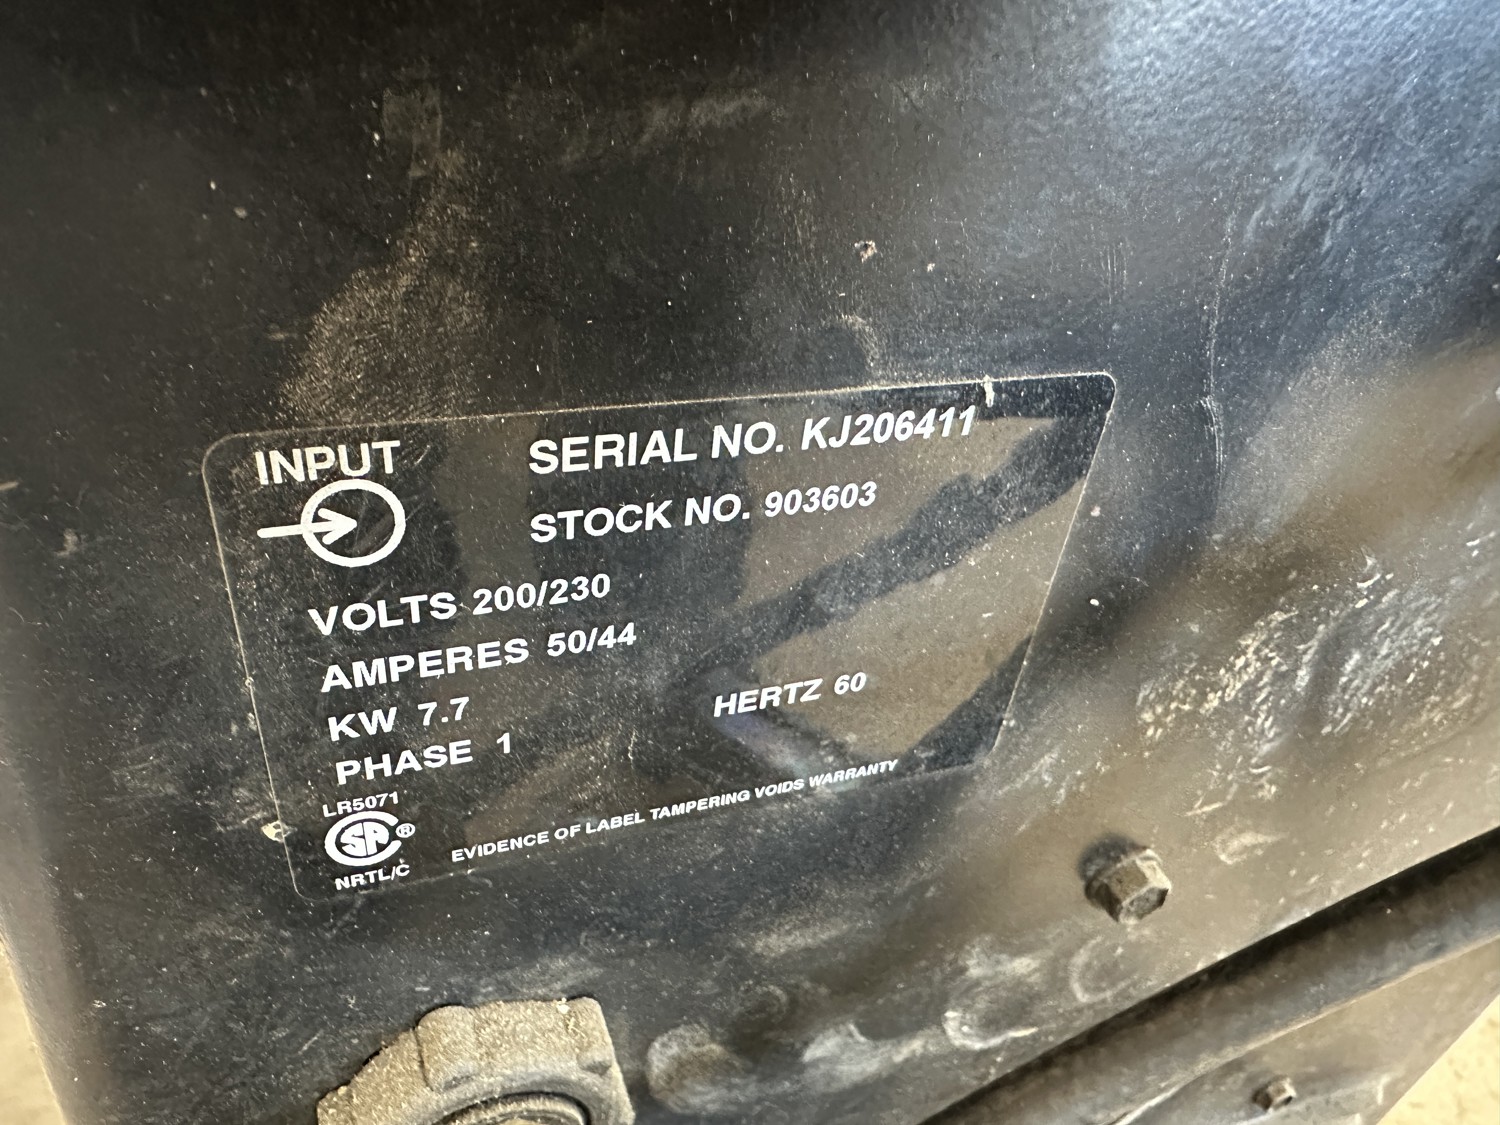 INPUT
SERIAL NO. KJ206411
STOCK NO. 903603
VOLTS 200/230
AMPERES 50/44
KW 7.7
HERTZ 60
PHASE 1
LR5071
SA ®
NRTL/C
EVIDENCE OF LABEL TAMPERING VOIDS WARRANTY